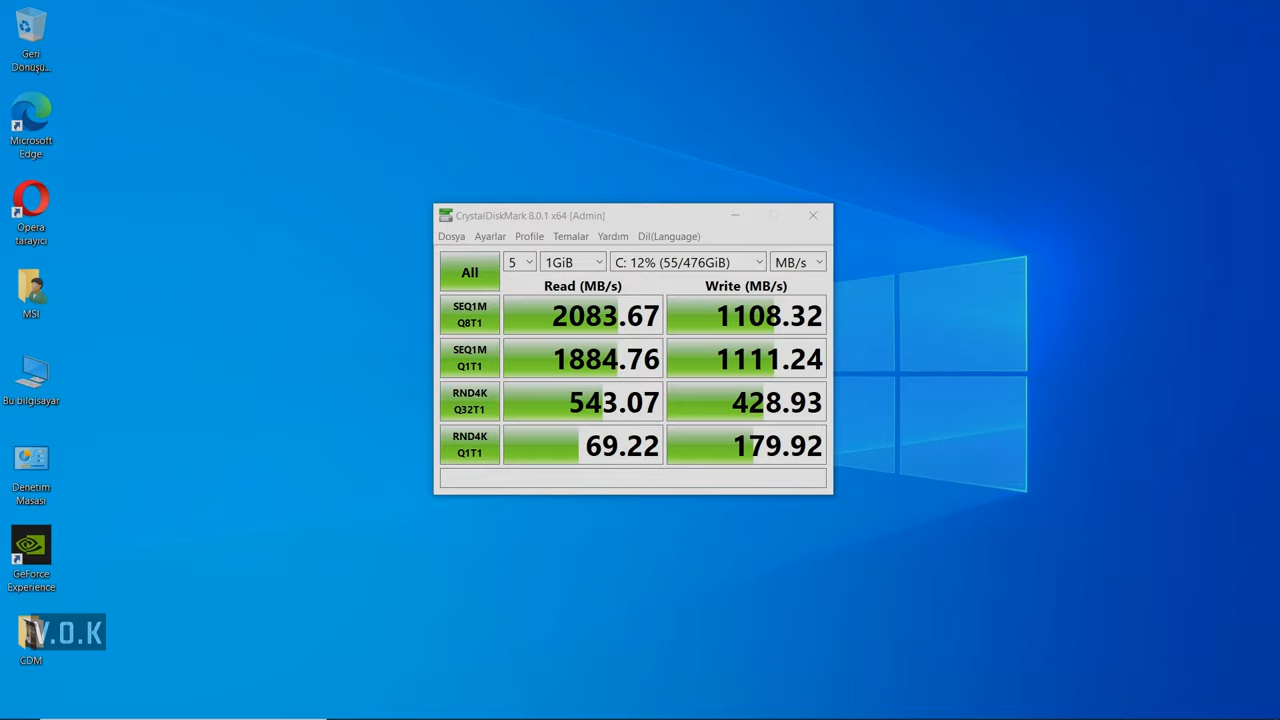 Geri
Dönüşü...
Microsoft
Edge
Opera
tarayıcı
MSI
Bu bilgisayar
Denetim
Masası
GeForce
Experience
V.O.K
CDM
CrystalDiskMark 8.0.1 x64 [Admin]
Dosya Ayarlar Profile Temalar Yardım Dil(Language)
All 5 1GiB C: 12% (55/476GiB) MB/s
Read (MB/s) Write (MB/s)
SEQ1M
Q8T1
2083.67 1108.32
SEQ1M
Q1T1
1884.76 1111.24
RND4K
Q32T1
543.07 428.93
RND4K
Q1T1
69.22 179.92